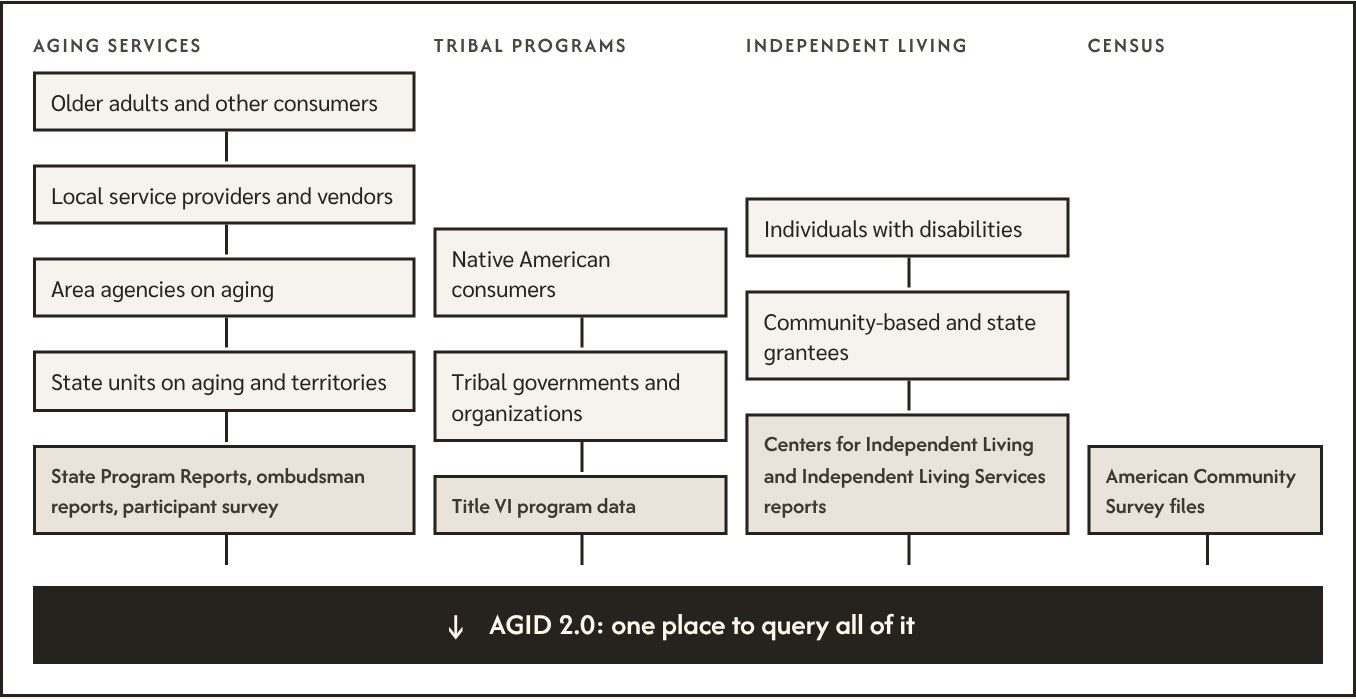 AGING SERVICES
Older adults and other consumers
Local service providers and vendors
Area agencies on aging
State units on aging and territories
State Program Reports, ombudsman
reports, participant survey
TRIBAL PROGRAMS
Native American
consumers
Tribal governments and
organizations
Title VI program data
INDEPENDENT LIVING
Individuals with disabilities
Community-based and state
grantees
Centers for Independent Living
and Independent Living Services
reports
CENSUS
American Community
Survey files
↓ AGID 2.0: one place to query all of it